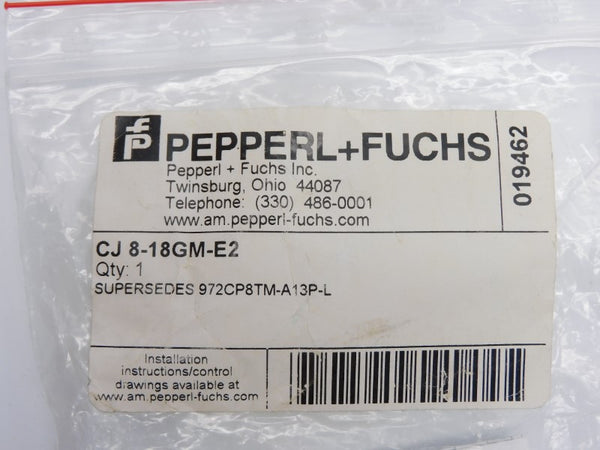 PEPPERL+FUCHS
Pepperl + Fuchs Inc.
Twinsburg, Ohio 44087
Telephone: (330) 486-0001
www.am.pepperl-fuchs.com
019462
CJ 8-18GM-E2
Qty: 1
SUPERSEDES 972CP8TM-A13P-L
Installation
instructions/control
drawings available at
www.am.pepperl-fuchs.com